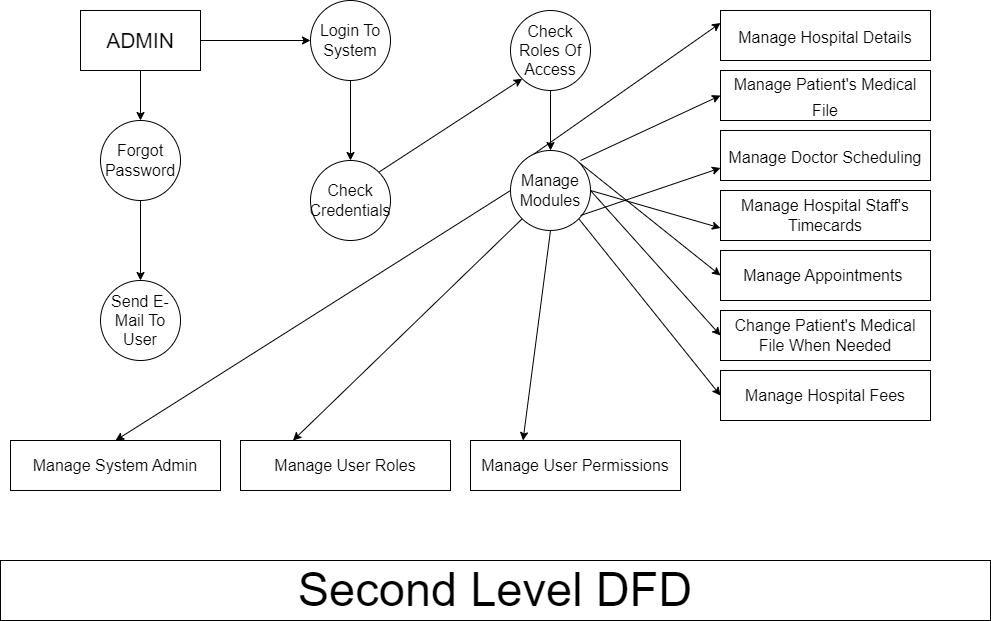 ADMIN
Login To
System
Check
Roles Of
Access
Manage Hospital Details
Manage Patient's Medical
File
Forgot
Password
Manage Doctor Scheduling
Check
Credentials
Manage
Modules
Manage Hospital Staff's
Timecards
Manage Appointments
Send E-
Mail To
User
Change Patient's Medical
File When Needed
Manage Hospital Fees
Manage System Admin
Manage User Roles
Manage User Permissions
Second Level DFD